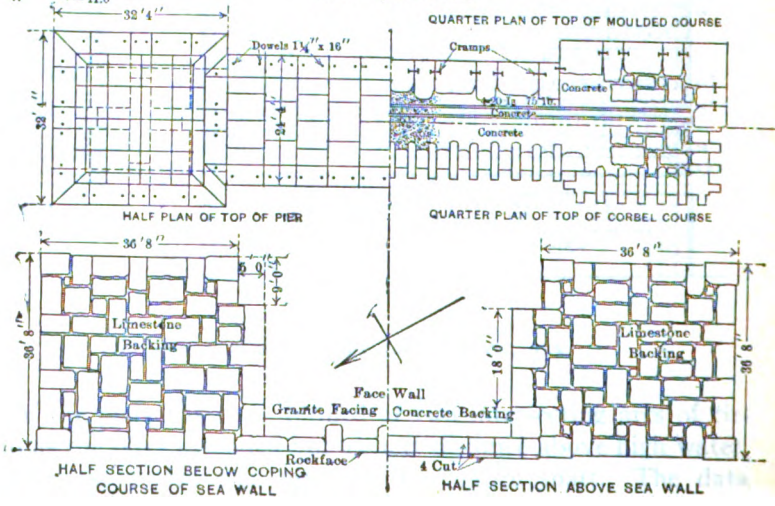 32'4"
QUARTER PLAN OF TOP OF MOULDED COURSE
Dowels 1¼" x 16"
Cramps
Concrete
32'4"
24'4"
Concrete
Concrete
HALF PLAN OF TOP OF PIER
QUARTER PLAN OF TOP OF CORBEL COURSE
36'8"
36'8"
5'0"
9'0"
Limestone
Backing
36'8"
18'0"
Limestone
Backing
36'8"
Face Wall
Granite Facing
Concrete Backing
Rockface
4 Cut
HALF SECTION BELOW COPING
COURSE OF SEA WALL
HALF SECTION ABOVE SEA WALL